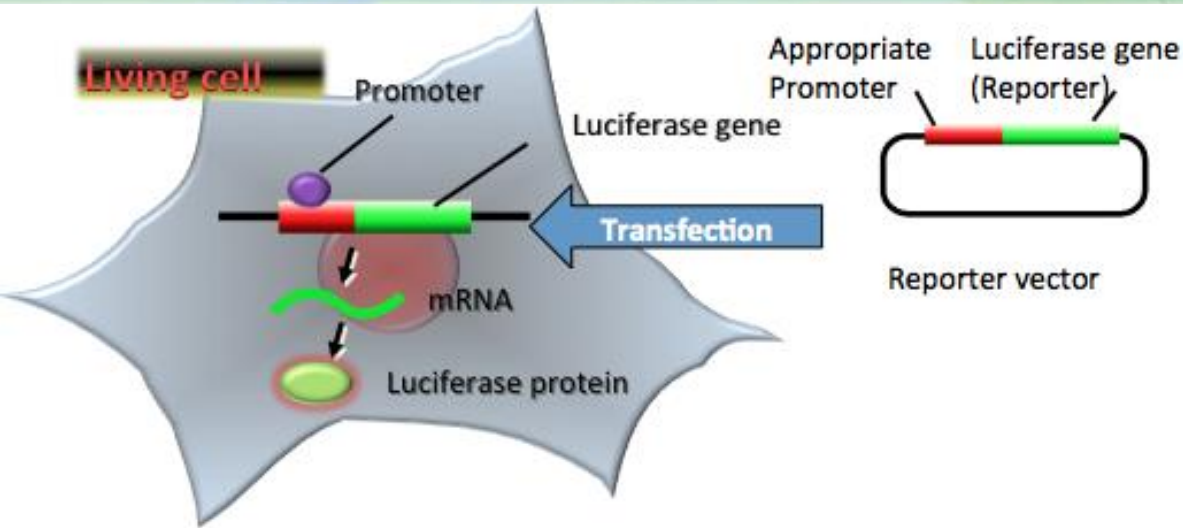 Living cell
Promoter
Luciferase gene
Transfection
mRNA
Luciferase protein
Appropriate
Promoter
Luciferase gene
(Reporter)
Reporter vector